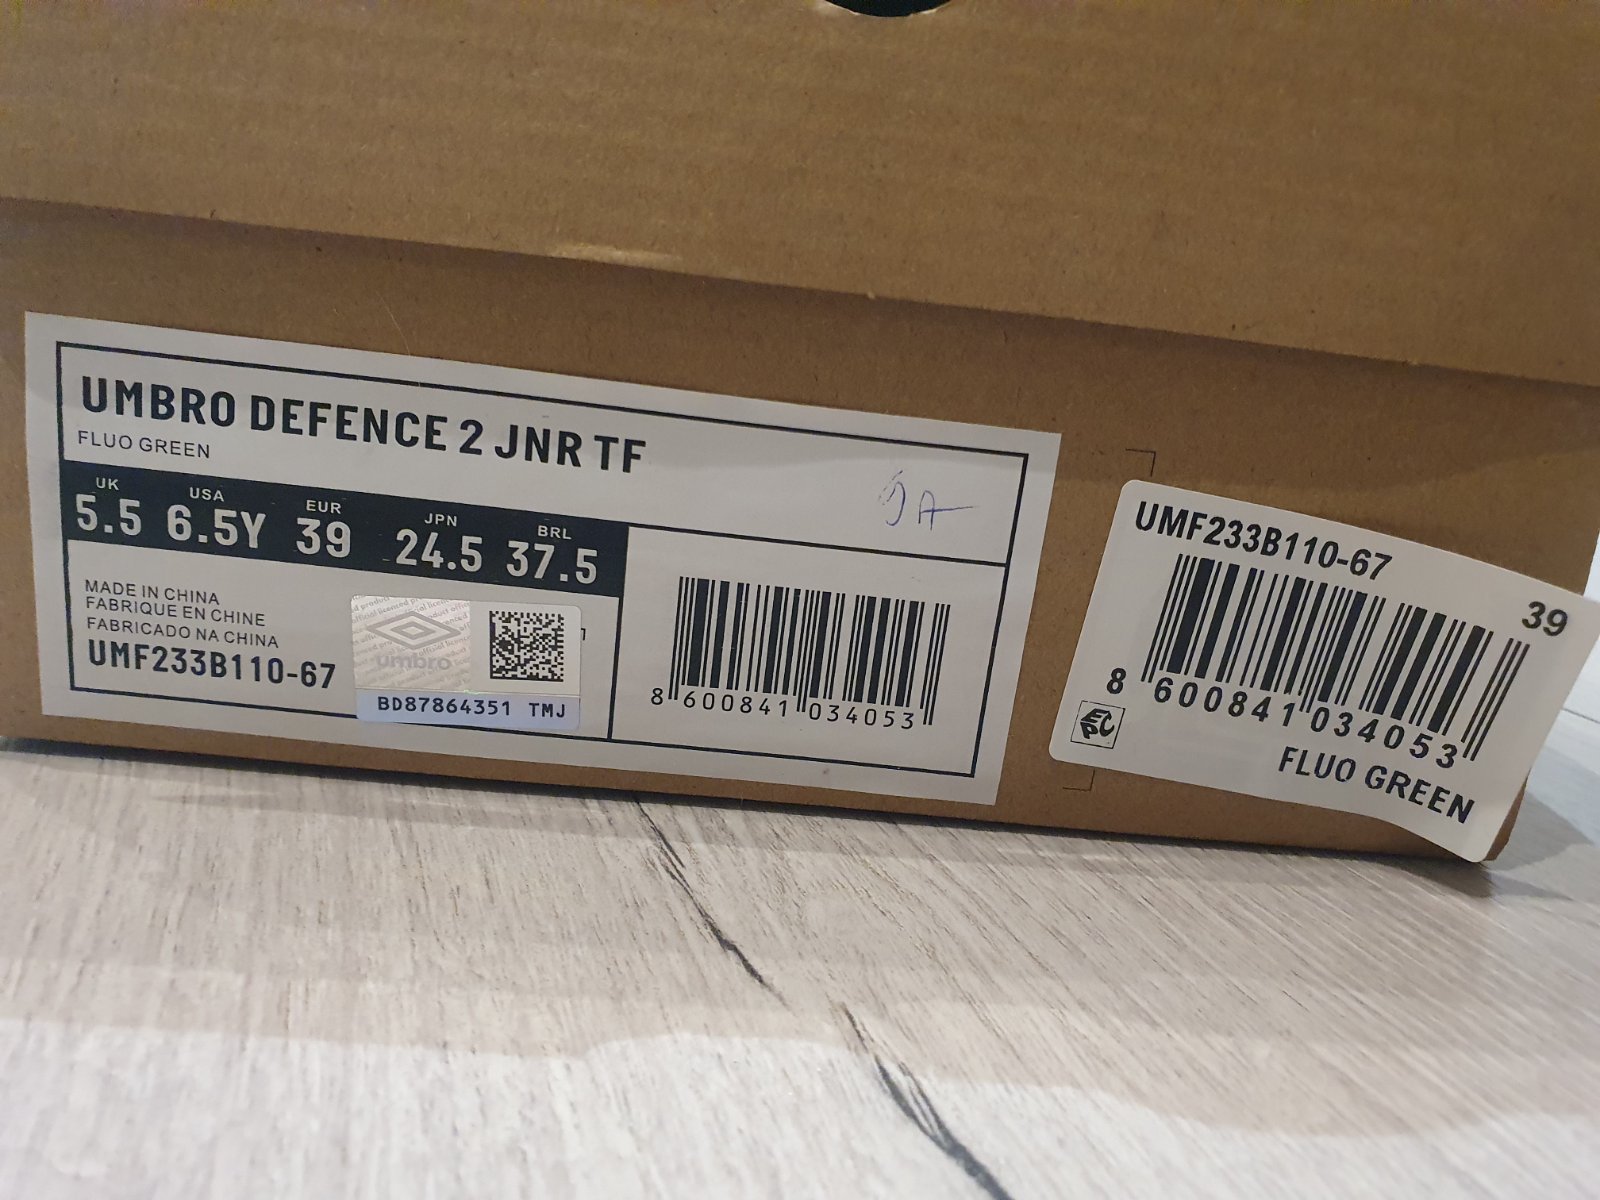 UMBRO DEFENCE 2 JNR TF
FLUO GREEN
UK USA EUR JPN BRL
5.5 6.5Y 39 24.5 37.5
MADE IN CHINA
FABRIQUE EN CHINE
FABRICADO NA CHINA
UMF233B110-67
umbro
BD87864351 TMJ
8 600841 034053
UMF233B110-67
39
8 600841 034053
FLUO GREEN